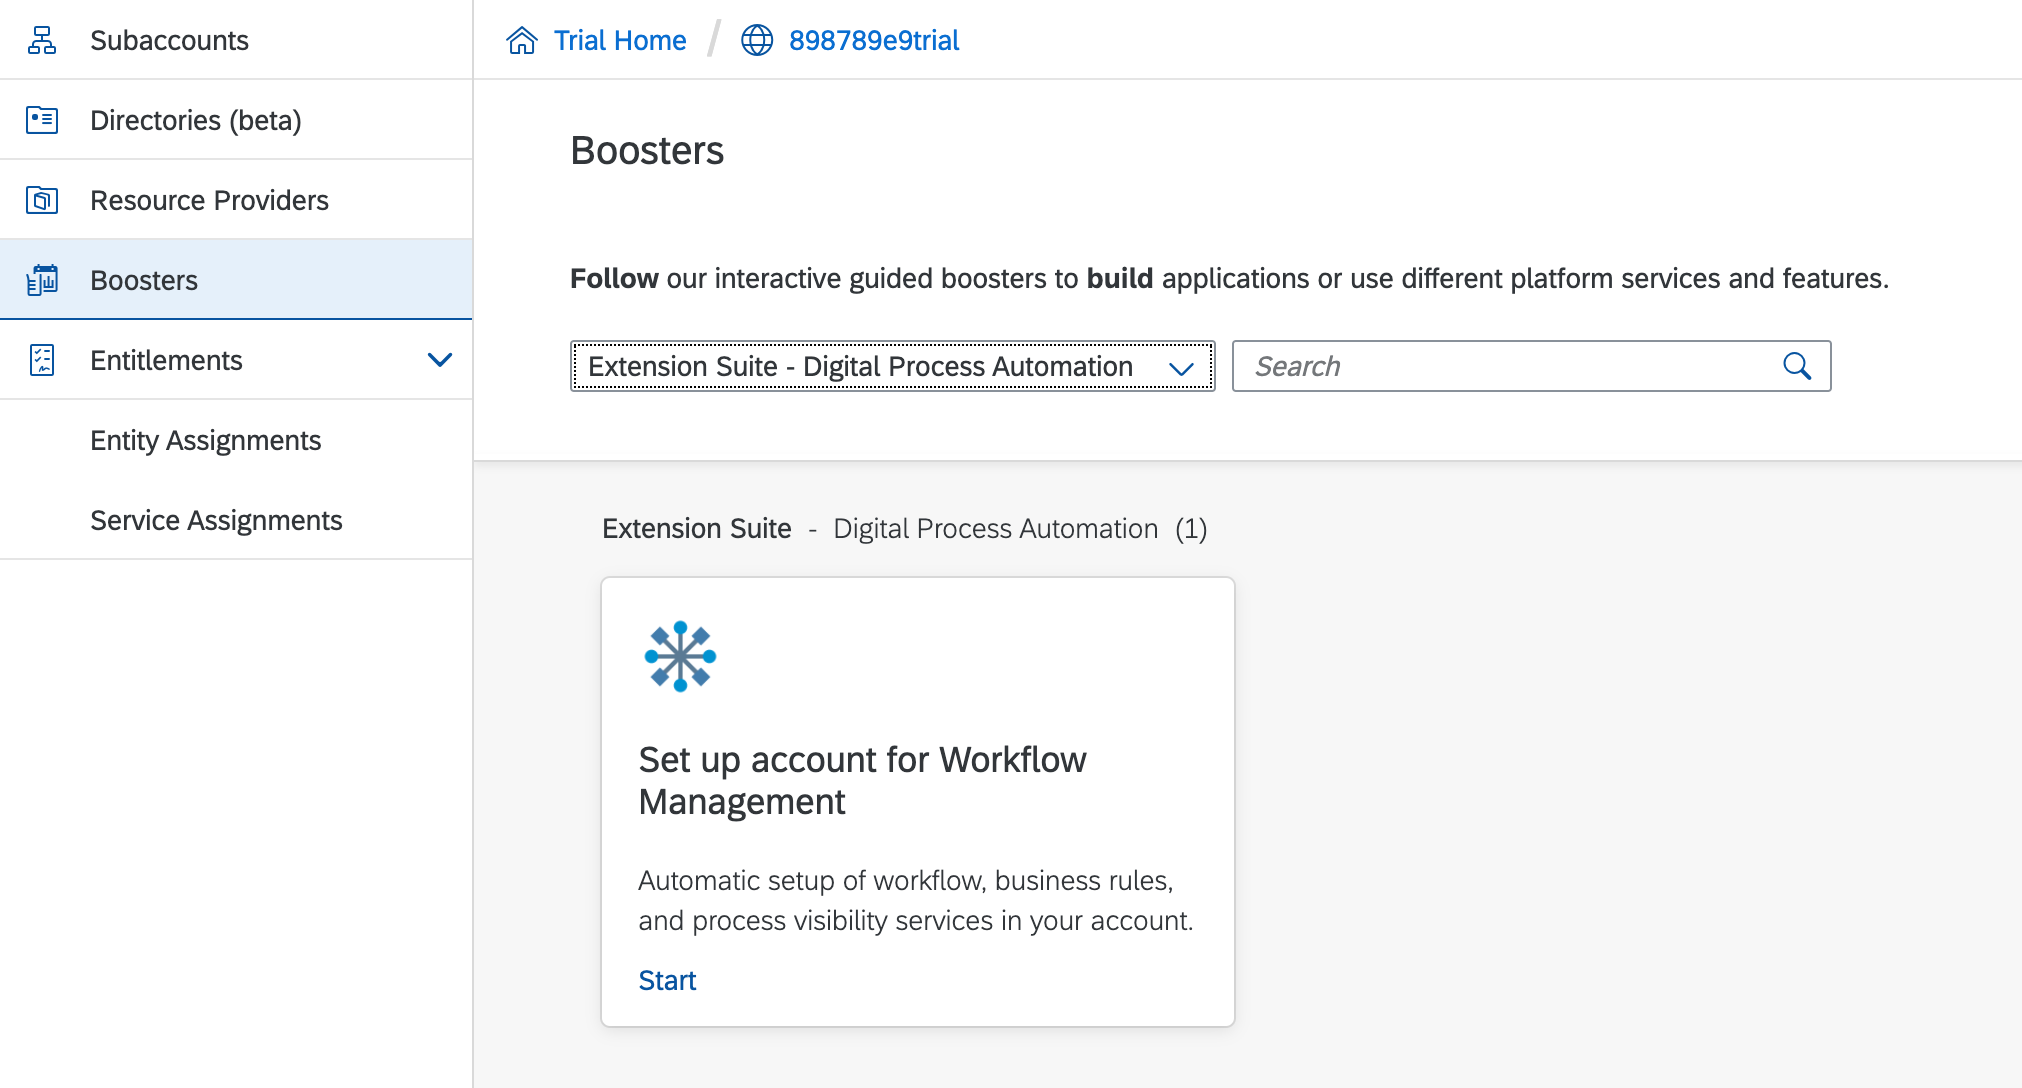 Subaccounts
Directories (beta)
Resource Providers
Boosters
Entitlements
Entity Assignments
Service Assignments
Trial Home / 898789e9trial
Boosters
Follow our interactive guided boosters to build applications or use different platform services and features.
Extension Suite - Digital Process Automation
Search
Extension Suite - Digital Process Automation (1)
Set up account for Workflow
Management
Automatic setup of workflow, business rules,
and process visibility services in your account.
Start